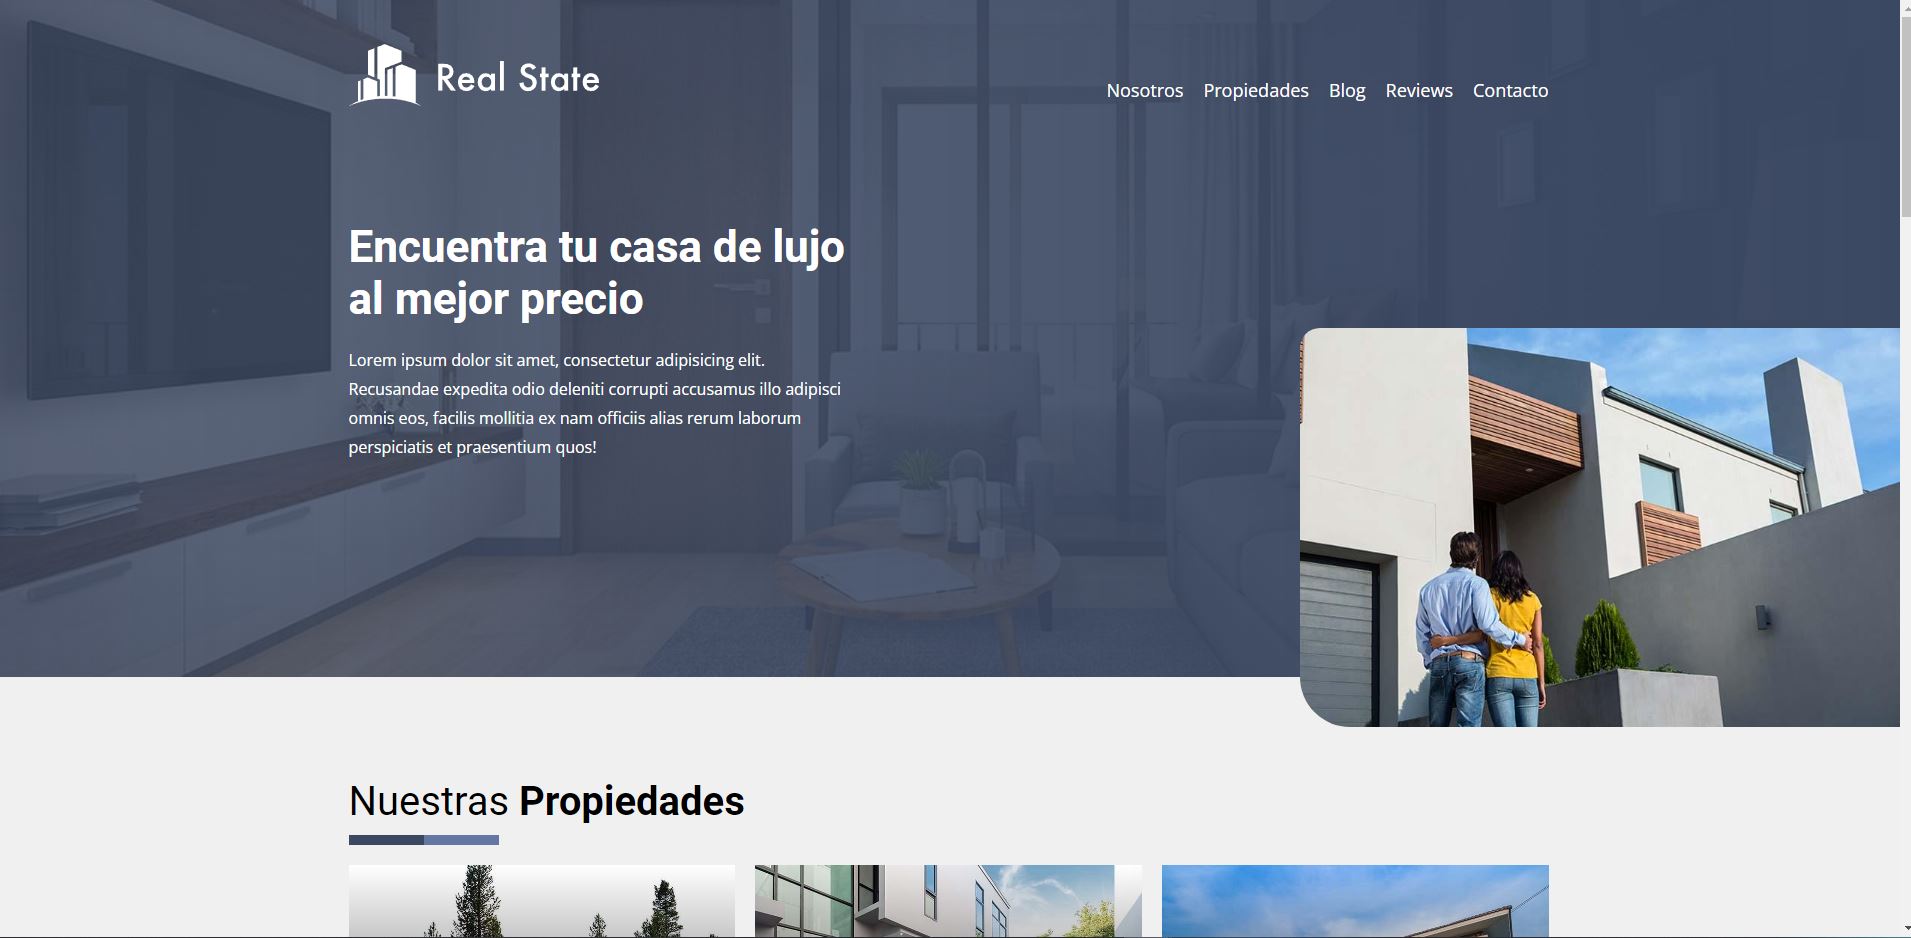 Real State
Nosotros Propiedades Blog Reviews Contacto
Encuentra tu casa de lujo
al mejor precio
Lorem ipsum dolor sit amet, consectetur adipisicing elit.
Recusandae expedita odio deleniti corrupti accusamus illo adipisci
omnis eos, facilis mollitia ex nam officiis alias rerum laborum
perspiciatis et praesentium quos!
Nuestras Propiedades